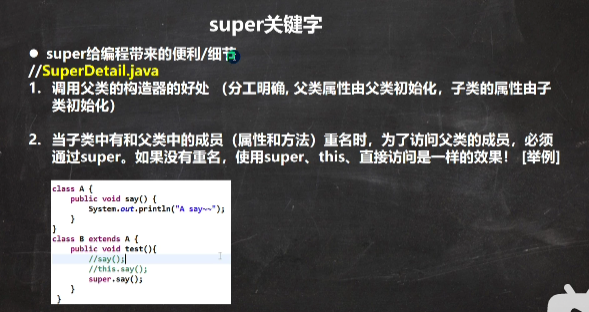 super关键字
● super给编程带来的便利/细节
//SuperDetail.java
1. 调用父类的构造器的好处 （分工明确, 父类属性由父类初始化，子类的属性由子
类初始化）
2. 当子类中有和父类中的成员（属性和方法）重名时，为了访问父类的成员，必须
通过super。如果没有重名，使用super、this、直接访问是一样的效果！ [举例]
class A {
public void say() {
System.out.println("A say~~");
}
}
class B extends A {
public void test(){
//say();
//this.say();
super.say();
}
}